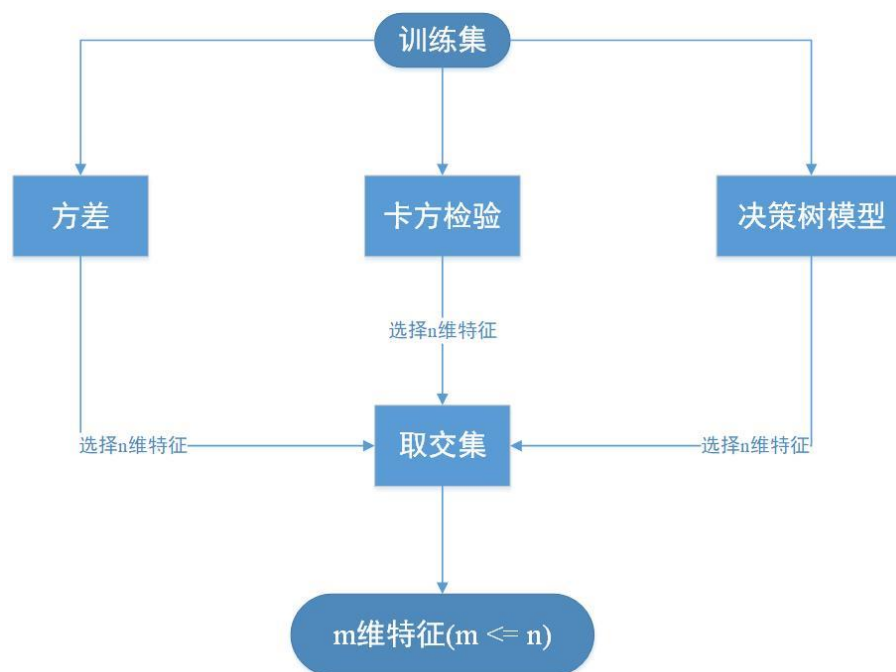 训练集
方差
卡方检验
决策树模型
选择n维特征
选择n维特征
取交集
选择n维特征
m维特征(m <= n)